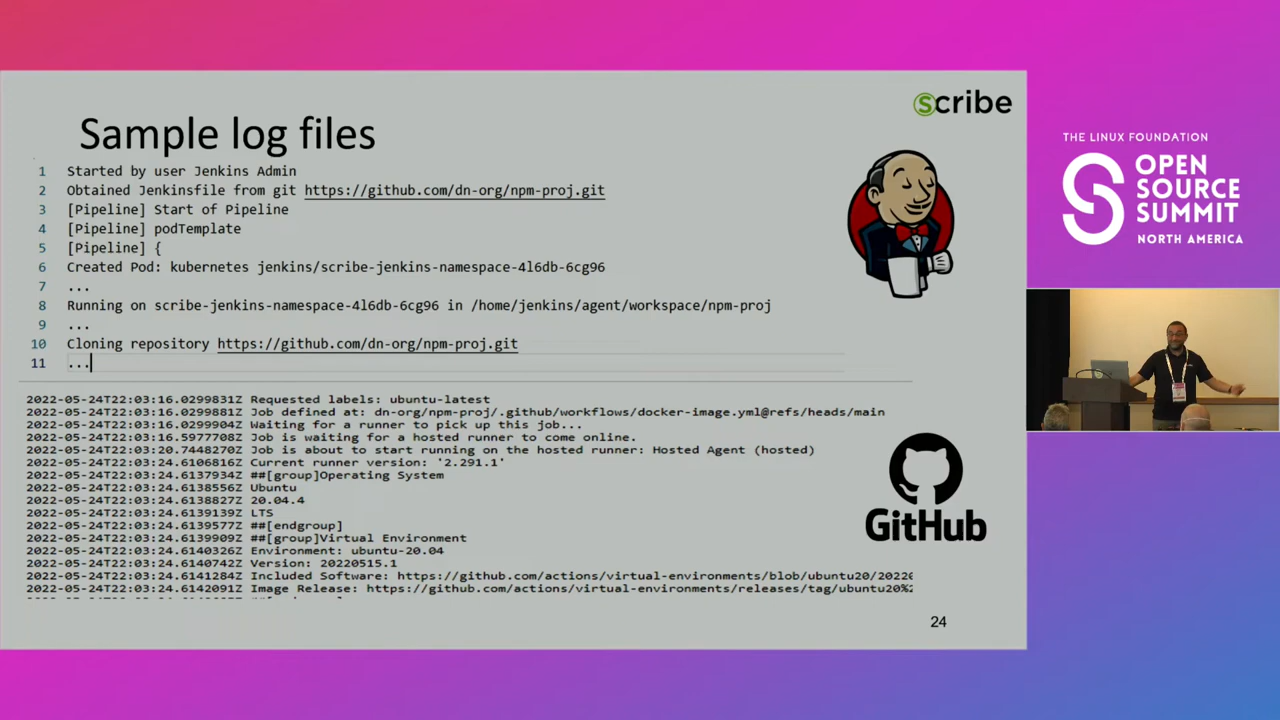 scribe
Sample log files
1 Started by user Jenkins Admin
2 Obtained Jenkinsfile from git https://github.com/dn-org/npm-proj.git
3 [Pipeline] Start of Pipeline
4 [Pipeline] podTemplate
5 [Pipeline] {
6 Created Pod: kubernetes jenkins/scribe-jenkins-namespace-4l6db-6cg96
7 ...
8 Running on scribe-jenkins-namespace-4l6db-6cg96 in /home/jenkins/agent/workspace/npm-proj
9 ...
10 Cloning repository https://github.com/dn-org/npm-proj.git
11 ...
2022-05-24T22:03:16.0299831Z Requested labels: ubuntu-latest
2022-05-24T22:03:16.0299881Z Job defined at: dn-org/npm-proj/.github/workflows/docker-image.yml@refs/heads/main
2022-05-24T22:03:16.0299904Z Waiting for a runner to pick up this job...
2022-05-24T22:03:16.5977708Z Job is waiting for a hosted runner to come online.
2022-05-24T22:03:20.7448270Z Job is about to start running on the hosted runner: Hosted Agent (hosted)
2022-05-24T22:03:24.6106816Z Current runner version: '2.291.1'
2022-05-24T22:03:24.6137934Z ##[group]Operating System
2022-05-24T22:03:24.6138556Z Ubuntu
2022-05-24T22:03:24.6138827Z 20.04.4
2022-05-24T22:03:24.6139139Z LTS
2022-05-24T22:03:24.6139577Z ##[endgroup]
2022-05-24T22:03:24.6139909Z ##[group]Virtual Environment
2022-05-24T22:03:24.6140326Z Environment: ubuntu-20.04
2022-05-24T22:03:24.6140742Z Version: 20220515.1
2022-05-24T22:03:24.6141284Z Included Software: https://github.com/actions/virtual-environments/blob/ubuntu20/20220
2022-05-24T22:03:24.6142091Z Image Release: https://github.com/actions/virtual-environments/releases/tag/ubuntu20%2
GitHub
24
THE LINUX FOUNDATION
OPEN
SOURCE
SUMMIT
NORTH AMERICA